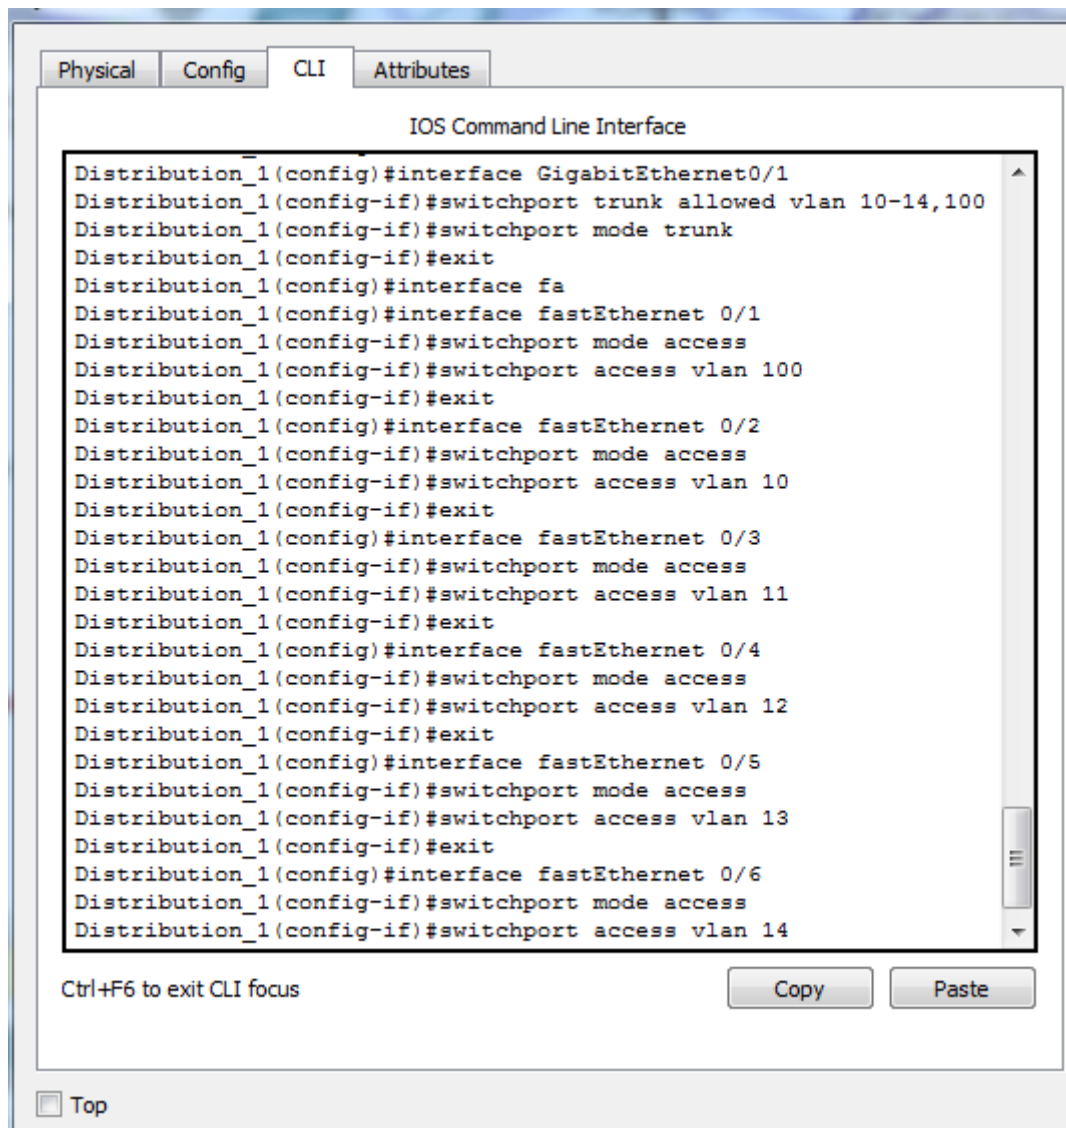 Physical Config CLI Attributes
IOS Command Line Interface
Distribution_1(config)#interface GigabitEthernet0/1
Distribution_1(config-if)#switchport trunk allowed vlan 10-14,100
Distribution_1(config-if)#switchport mode trunk
Distribution_1(config-if)#exit
Distribution_1(config)#interface fa
Distribution_1(config)#interface fastEthernet 0/1
Distribution_1(config-if)#switchport mode access
Distribution_1(config-if)#switchport access vlan 100
Distribution_1(config-if)#exit
Distribution_1(config)#interface fastEthernet 0/2
Distribution_1(config-if)#switchport mode access
Distribution_1(config-if)#switchport access vlan 10
Distribution_1(config-if)#exit
Distribution_1(config)#interface fastEthernet 0/3
Distribution_1(config-if)#switchport mode access
Distribution_1(config-if)#switchport access vlan 11
Distribution_1(config-if)#exit
Distribution_1(config)#interface fastEthernet 0/4
Distribution_1(config-if)#switchport mode access
Distribution_1(config-if)#switchport access vlan 12
Distribution_1(config-if)#exit
Distribution_1(config)#interface fastEthernet 0/5
Distribution_1(config-if)#switchport mode access
Distribution_1(config-if)#switchport access vlan 13
Distribution_1(config-if)#exit
Distribution_1(config)#interface fastEthernet 0/6
Distribution_1(config-if)#switchport mode access
Distribution_1(config-if)#switchport access vlan 14
Ctrl+F6 to exit CLI focus
Copy Paste
Top